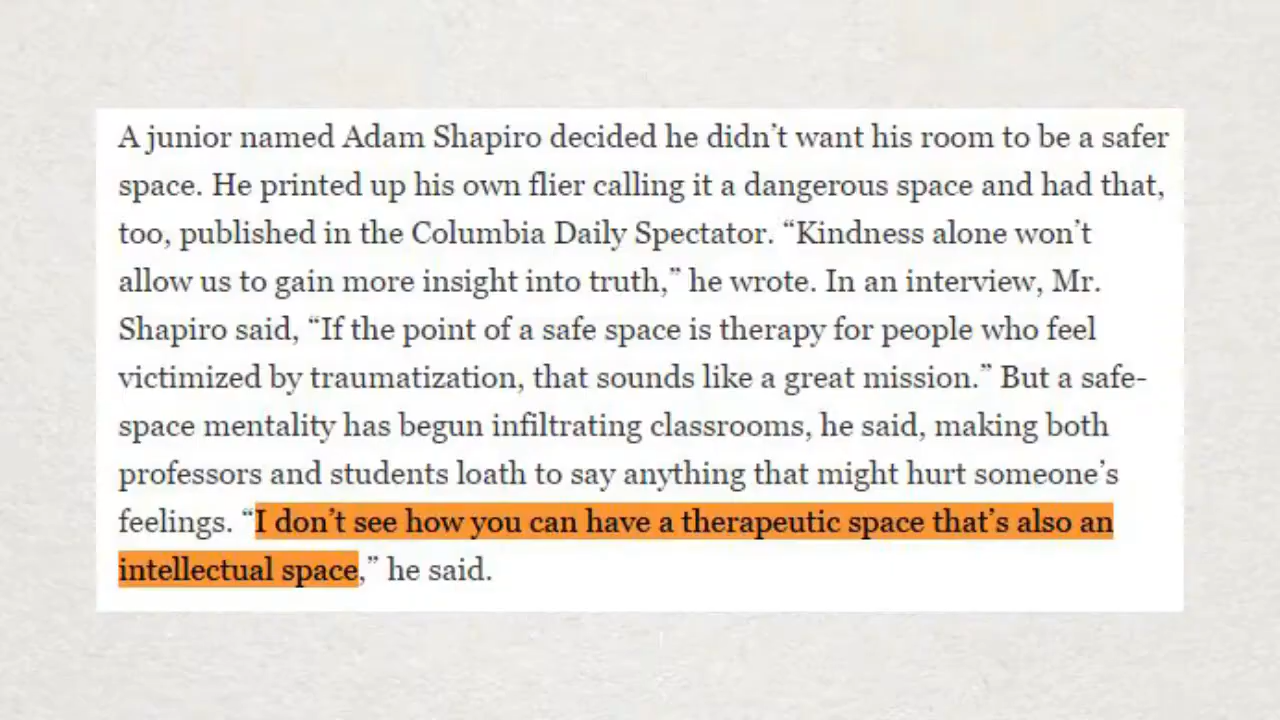 A junior named Adam Shapiro decided he didn’t want his room to be a safer
space. He printed up his own flier calling it a dangerous space and had that,
too, published in the Columbia Daily Spectator. “Kindness alone won’t
allow us to gain more insight into truth,” he wrote. In an interview, Mr.
Shapiro said, “If the point of a safe space is therapy for people who feel
victimized by traumatization, that sounds like a great mission.” But a safe-
space mentality has begun infiltrating classrooms, he said, making both
professors and students loath to say anything that might hurt someone’s
feelings. “I don’t see how you can have a therapeutic space that’s also an
intellectual space,” he said.